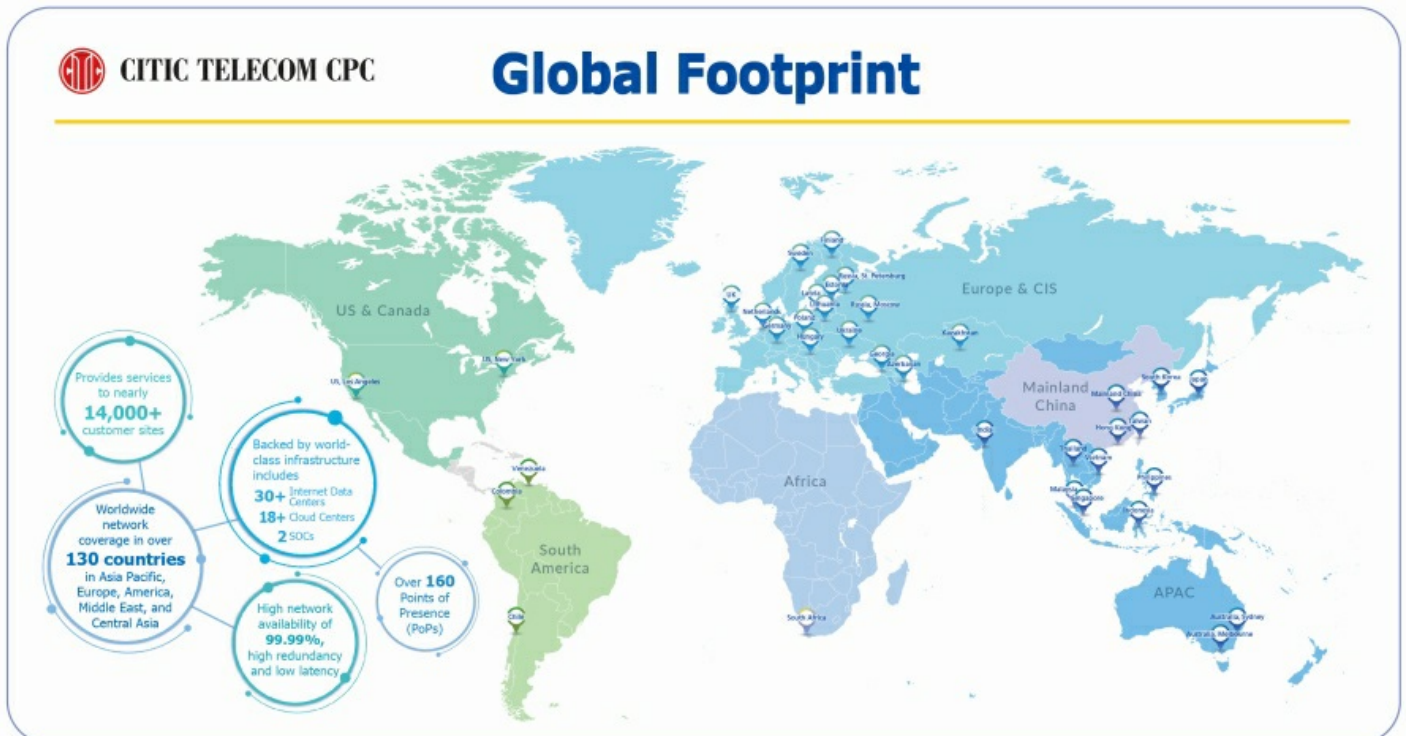 CITIC TELECOM CPC
Global Footprint
US & Canada
Europe & CIS
Mainland
China
Africa
South
America
APAC
Finland
Sweden
Russia, St. Petersburg
Estonia
Latvia
Lithuania
Russia, Moscow
UK
Netherlands
Poland
Germany
Hungary
Ukraine
Kazakhstan
Georgia
Azerbaijan
US, New York
US, Los Angeles
South Korea
Japan
Mainland China
Hong Kong
Taiwan
India
Thailand
Vietnam
Venezuela
Colombia
Philippines
Malaysia
Singapore
Indonesia
Chile
South Africa
Australia, Sydney
Australia, Melbourne
Provides services
to nearly
14,000+
customer sites
Backed by world-
class infrastructure
includes
30+ Internet Data
Centers
18+ Cloud Centers
2 SOCs
Worldwide
network
coverage in over
130 countries
in Asia Pacific,
Europe, America,
Middle East, and
Central Asia
Over 160
Points of
Presence
(PoPs)
High network
availability of
99.99%,
high redundancy
and low latency